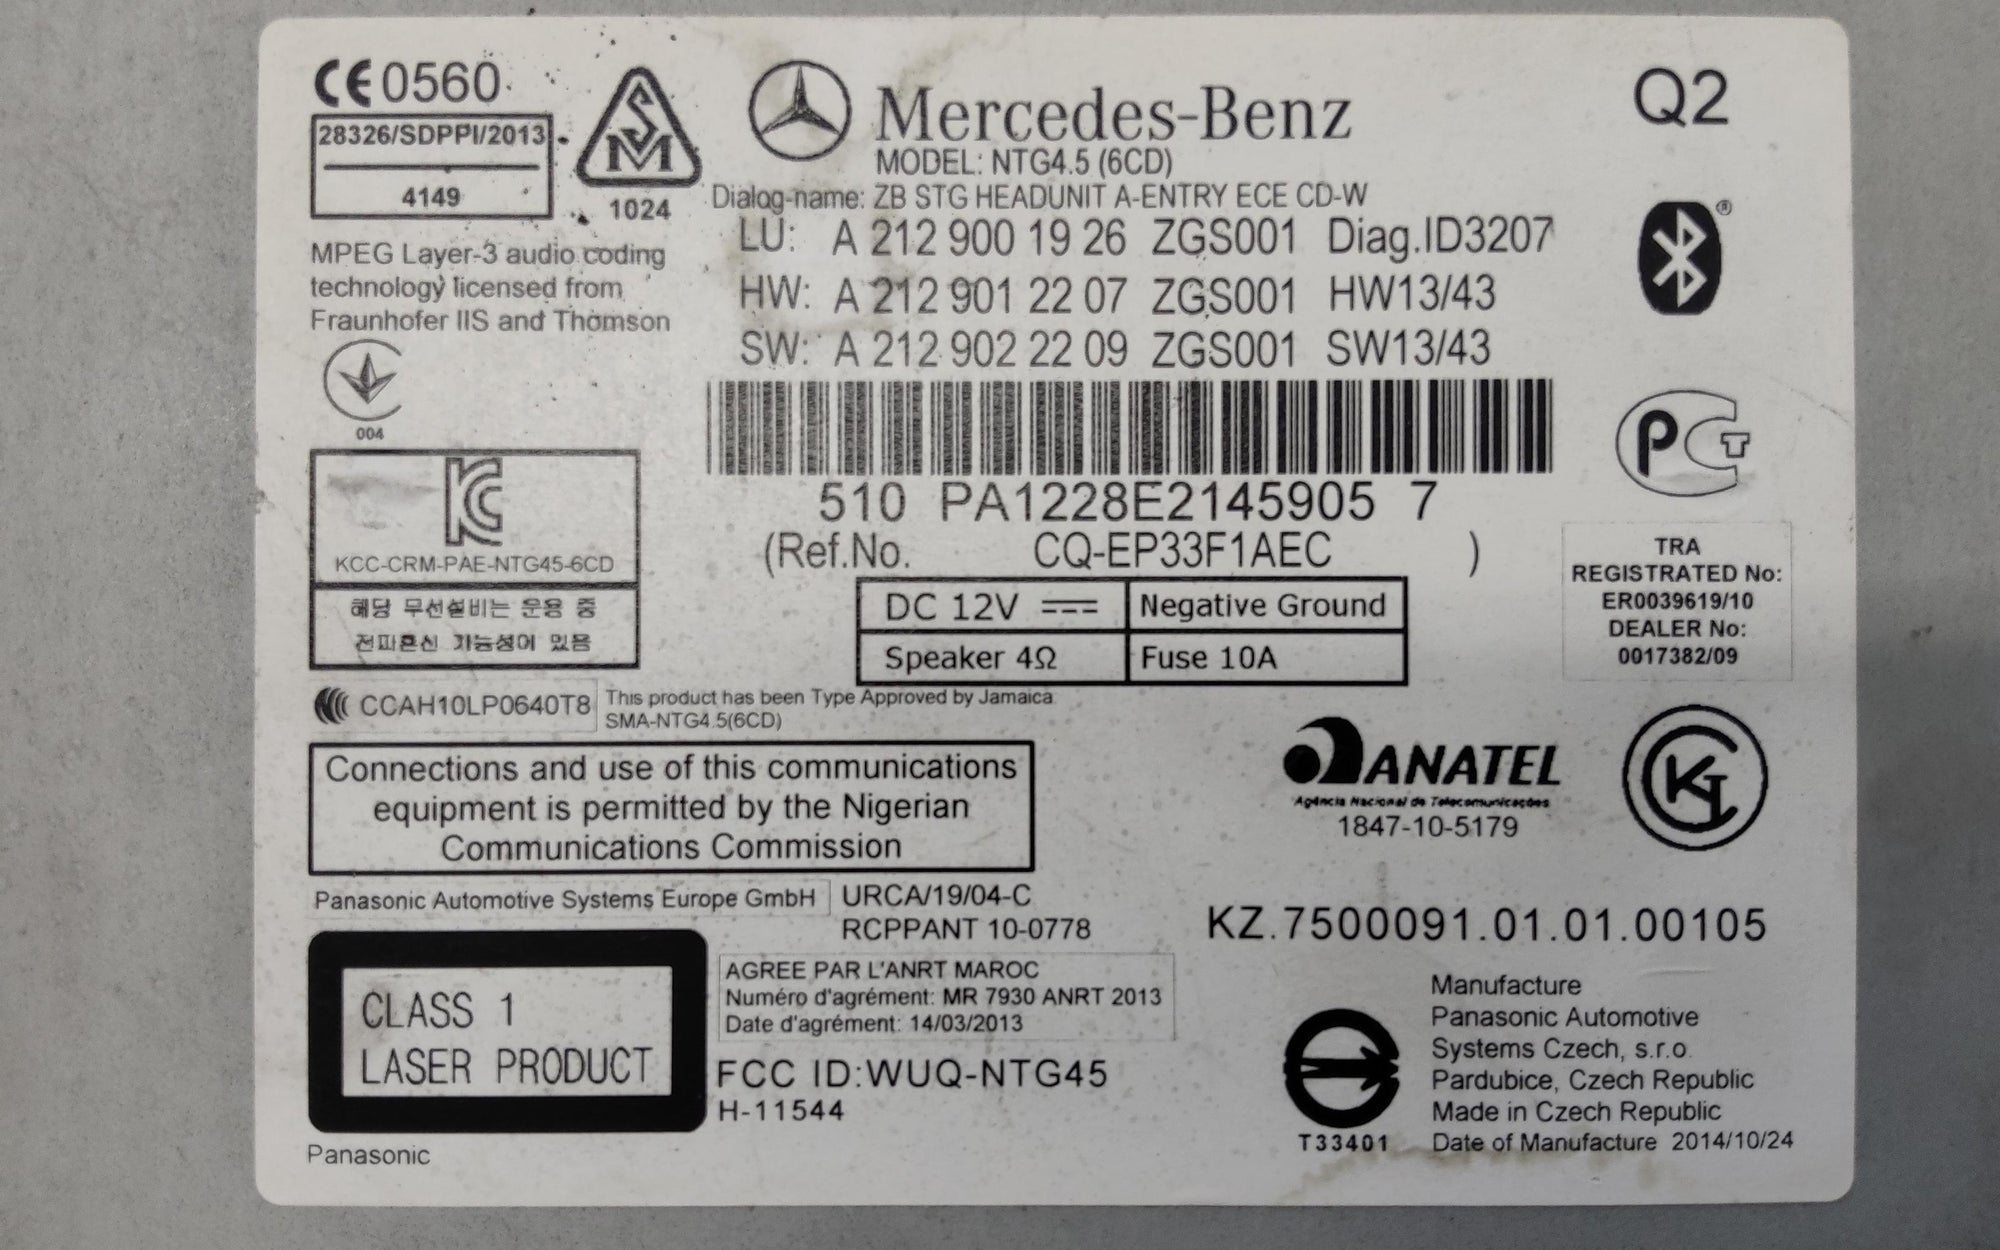 CE0560
28326/SDPPI/2013
4149
SM
1024
MPEG Layer-3 audio coding
technology licensed from
Fraunhofer IIS and Thomson
004
KC
KCC-CRM-PAE-NTG45-6CD
해당 무선설비는 운용 중
전파혼신 가능성이 있음
CCAH10LP0640T8
This product has been Type Approved by Jamaica
SMA-NTG4.5(6CD)
Connections and use of this communications
equipment is permitted by the Nigerian
Communications Commission
Panasonic Automotive Systems Europe GmbH
URCA/19/04-C
RCPPANT 10-0778
CLASS 1
LASER PRODUCT
Panasonic
AGREE PAR L'ANRT MAROC
Numéro d'agrément: MR 7930 ANRT 2013
Date d'agrément: 14/03/2013
FCC ID:WUQ-NTG45
H-11544
Mercedes-Benz
MODEL: NTG4.5 (6CD)
Dialog-name: ZB STG HEADUNIT A-ENTRY ECE CD-W
LU: A 212 900 19 26 ZGS001 Diag.ID3207
HW: A 212 901 22 07 ZGS001 HW13/43
SW: A 212 902 22 09 ZGS001 SW13/43
510 PA1228E2145905 7
(Ref.No. CQ-EP33F1AEC )
DC 12V Negative Ground
Speaker 4Ω Fuse 10A
Q2
®
PCT
TRA
REGISTRATED No:
ER0039619/10
DEALER No:
0017382/09
ANATEL
Agência Nacional de Telecomunicações
1847-10-5179
KZ.7500091.01.01.00105
T33401
Manufacture
Panasonic Automotive
Systems Czech, s.r.o.
Pardubice, Czech Republic
Made in Czech Republic
Date of Manufacture 2014/10/24